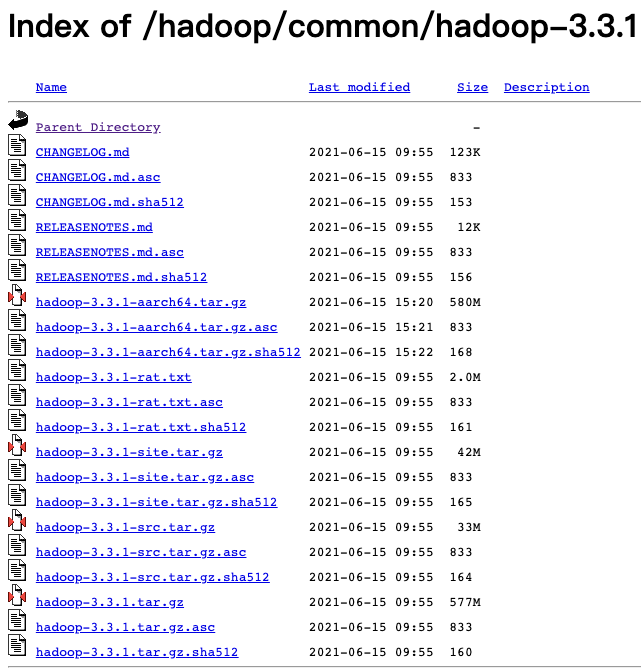 Index of /hadoop/common/hadoop-3.3.1
Name Last modified Size Description
Parent Directory -
CHANGELOG.md 2021-06-15 09:55 123K
CHANGELOG.md.asc 2021-06-15 09:55 833
CHANGELOG.md.sha512 2021-06-15 09:55 153
RELEASENOTES.md 2021-06-15 09:55 12K
RELEASENOTES.md.asc 2021-06-15 09:55 833
RELEASENOTES.md.sha512 2021-06-15 09:55 156
hadoop-3.3.1-aarch64.tar.gz 2021-06-15 15:20 580M
hadoop-3.3.1-aarch64.tar.gz.asc 2021-06-15 15:21 833
hadoop-3.3.1-aarch64.tar.gz.sha512 2021-06-15 15:22 168
hadoop-3.3.1-rat.txt 2021-06-15 09:55 2.0M
hadoop-3.3.1-rat.txt.asc 2021-06-15 09:55 833
hadoop-3.3.1-rat.txt.sha512 2021-06-15 09:55 161
hadoop-3.3.1-site.tar.gz 2021-06-15 09:55 42M
hadoop-3.3.1-site.tar.gz.asc 2021-06-15 09:55 833
hadoop-3.3.1-site.tar.gz.sha512 2021-06-15 09:55 165
hadoop-3.3.1-src.tar.gz 2021-06-15 09:55 33M
hadoop-3.3.1-src.tar.gz.asc 2021-06-15 09:55 833
hadoop-3.3.1-src.tar.gz.sha512 2021-06-15 09:55 164
hadoop-3.3.1.tar.gz 2021-06-15 09:55 577M
hadoop-3.3.1.tar.gz.asc 2021-06-15 09:55 833
hadoop-3.3.1.tar.gz.sha512 2021-06-15 09:55 160